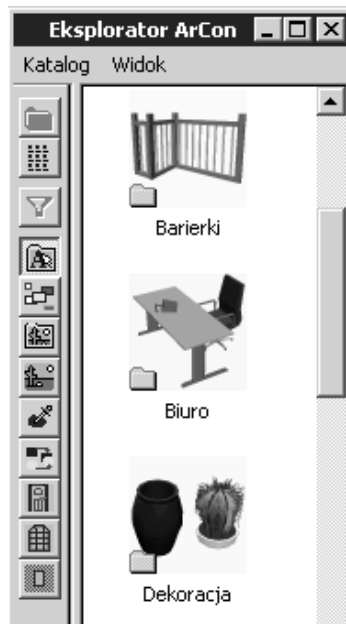 Eksplorator ArCon
Katalog Widok
Barierki
Biuro
Dekoracja